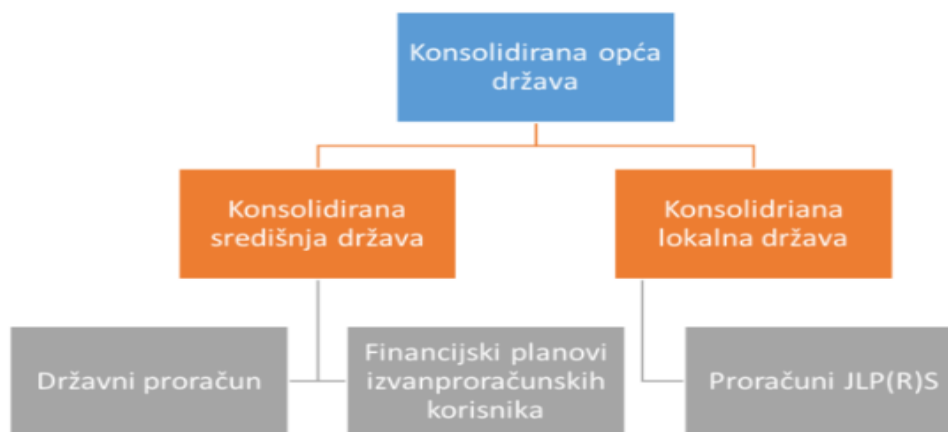 Konsolidirana opća
država
Konsolidirana
središnja država
Konsolidriana
lokalna država
Državni proračun
Financijski planovi
izvanproračunskih
korisnika
Proračuni JLP(R)S